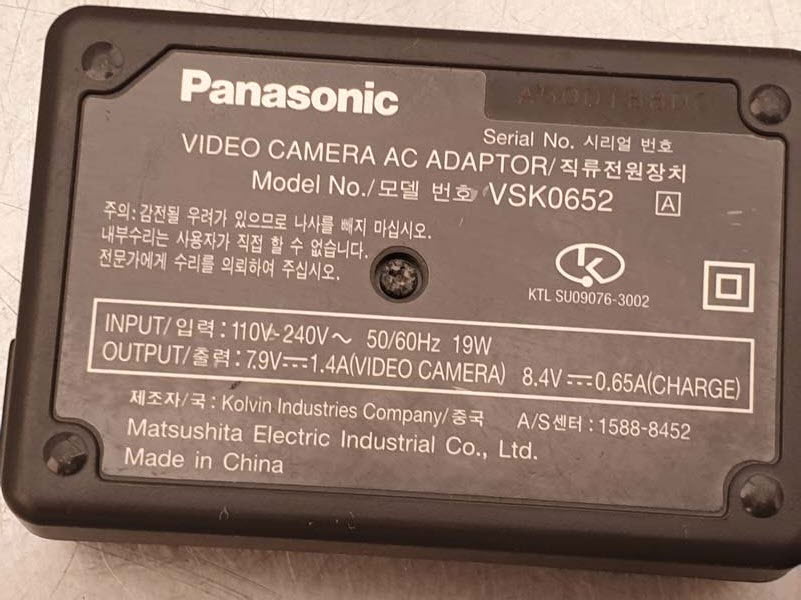 Panasonic
Serial No. 시리얼 번호
VIDEO CAMERA AC ADAPTOR/직류전원장치
Model No./모델 번호 VSK0652 A
주의:감전될 우려가 있으므로 나사를 빼지 마십시오.
내부수리는 사용자가 직접 할 수 없습니다.
전문가에게 수리를 의뢰하여 주십시오.
KTL SU09076-3002
INPUT/입력:110V-240V～ 50/60Hz 19W
OUTPUT/출력:7.9V⎓1.4A(VIDEO CAMERA) 8.4V⎓0.65A(CHARGE)
제조자/국:Kolvin Industries Company/중국 A/S센터:1588-8452
Matsushita Electric Industrial Co., Ltd.
Made in China